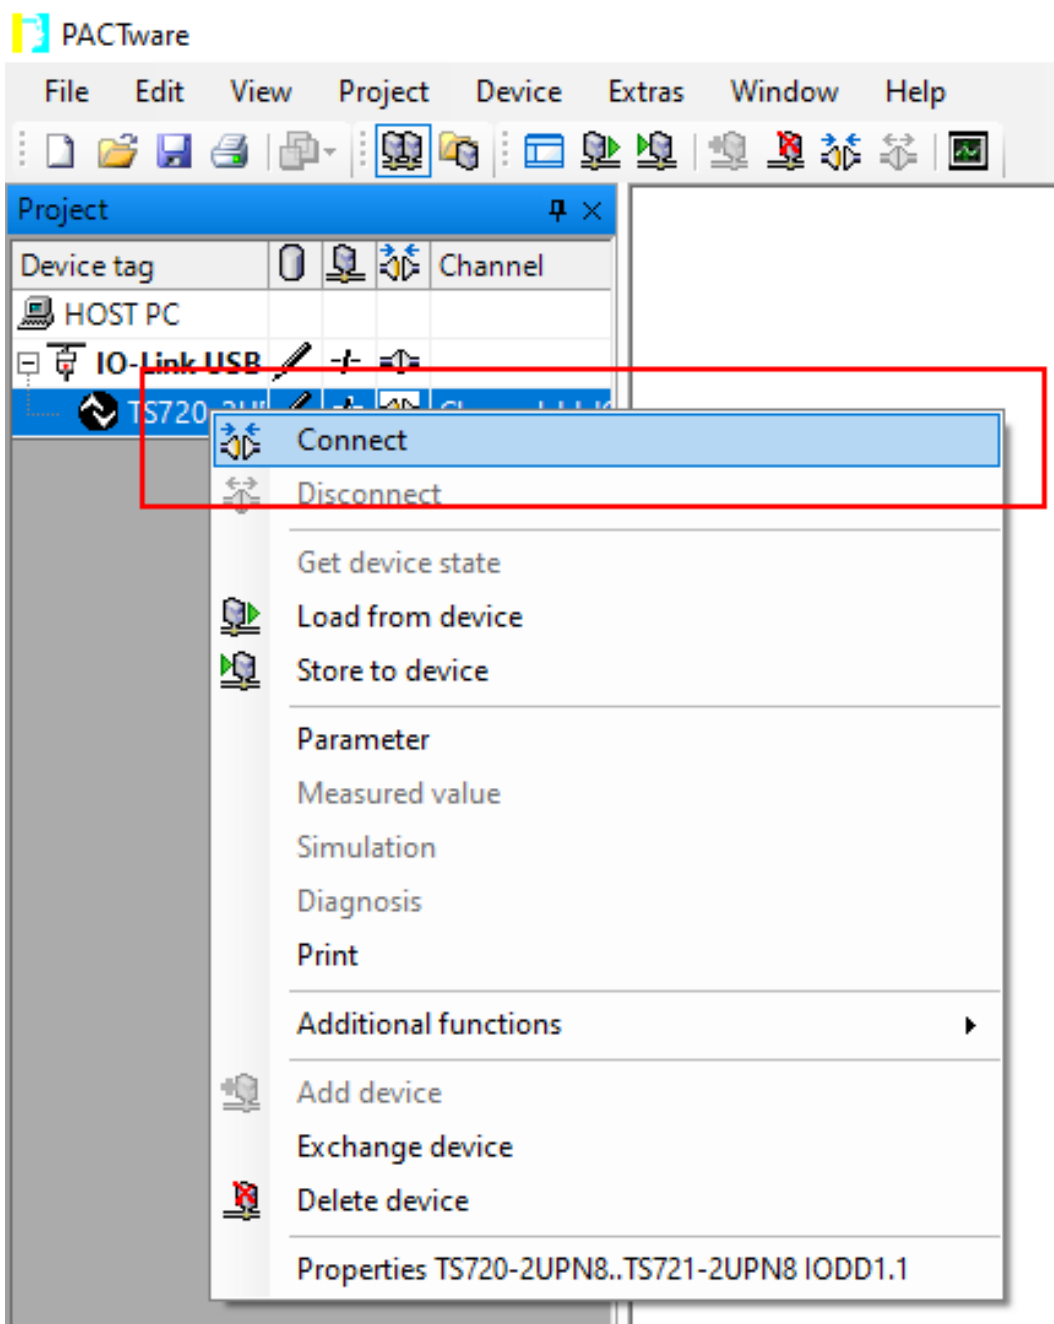 PACTware
File Edit View Project Device Extras Window Help
Project
Device tag Channel
HOST PC
IO-Link USB
TS720
Connect
Disconnect
Get device state
Load from device
Store to device
Parameter
Measured value
Simulation
Diagnosis
Print
Additional functions
Add device
Exchange device
Delete device
Properties TS720-2UPN8..TS721-2UPN8 IODD1.1